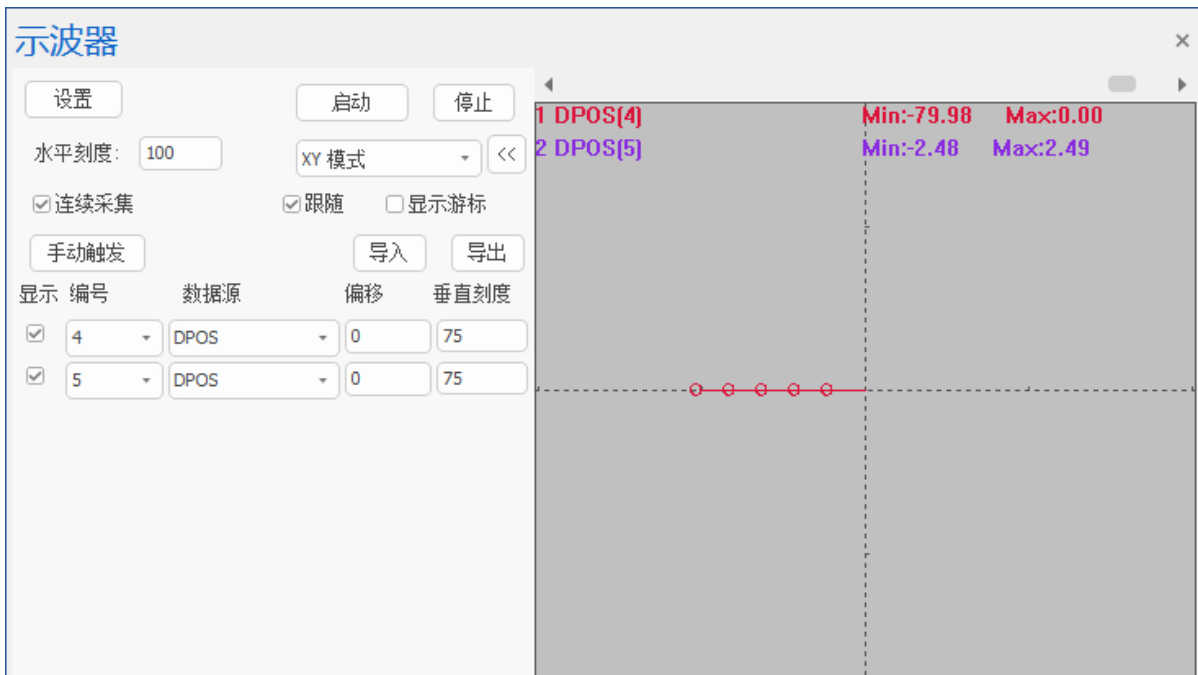 示波器
设置 启动 停止
水平刻度: 100 XY 模式 <<
连续采集 跟随 显示游标
手动触发 导入 导出
显示 编号 数据源 偏移 垂直刻度
4 DPOS 0 75
5 DPOS 0 75
1 DPOS(4) Min:-79.98 Max:0.00
2 DPOS(5) Min:-2.48 Max:2.49